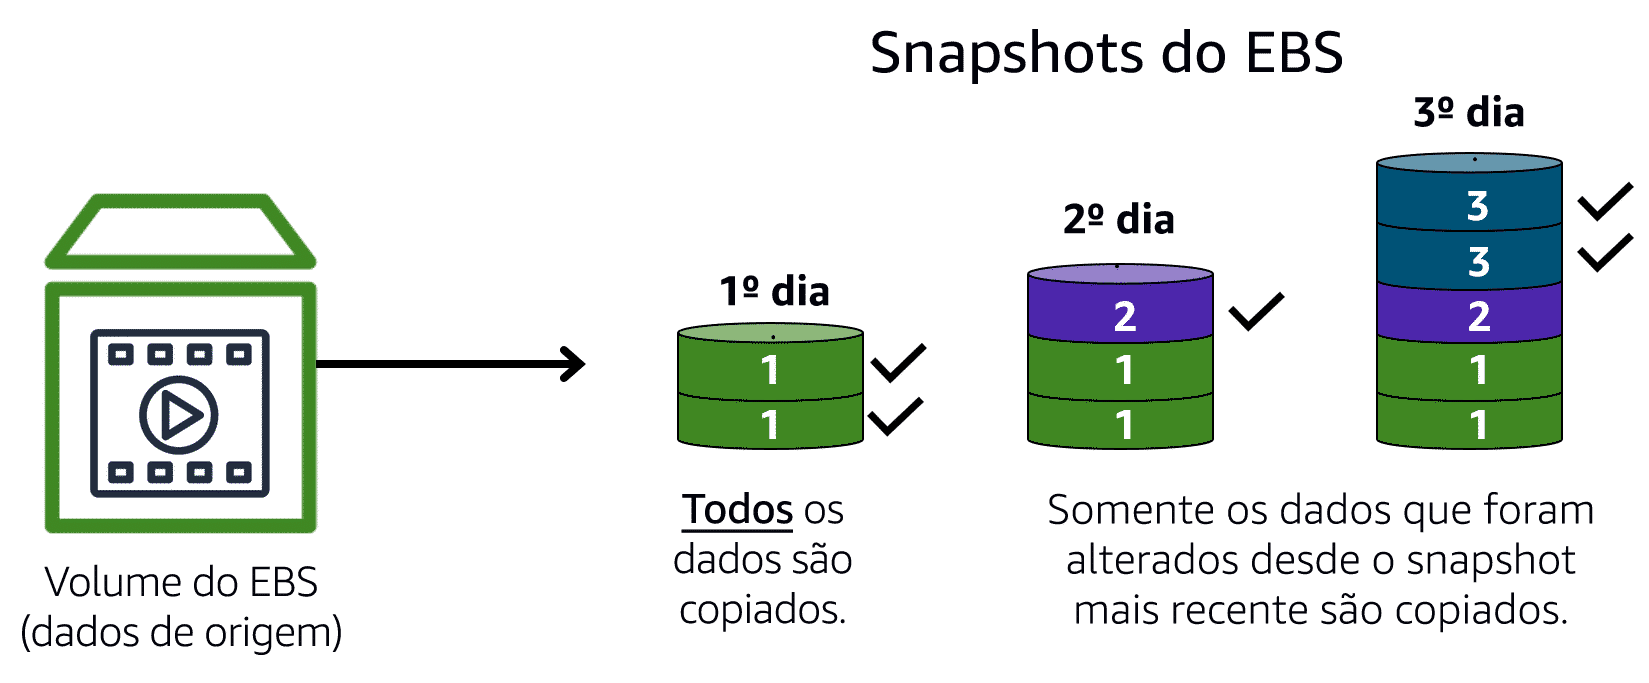 Snapshots do EBS
Volume do EBS
(dados de origem)
1º dia
1
1
Todos os
dados são
copiados.
2º dia
2
1
1
3º dia
3
3
2
1
1
Somente os dados que foram
alterados desde o snapshot
mais recente são copiados.